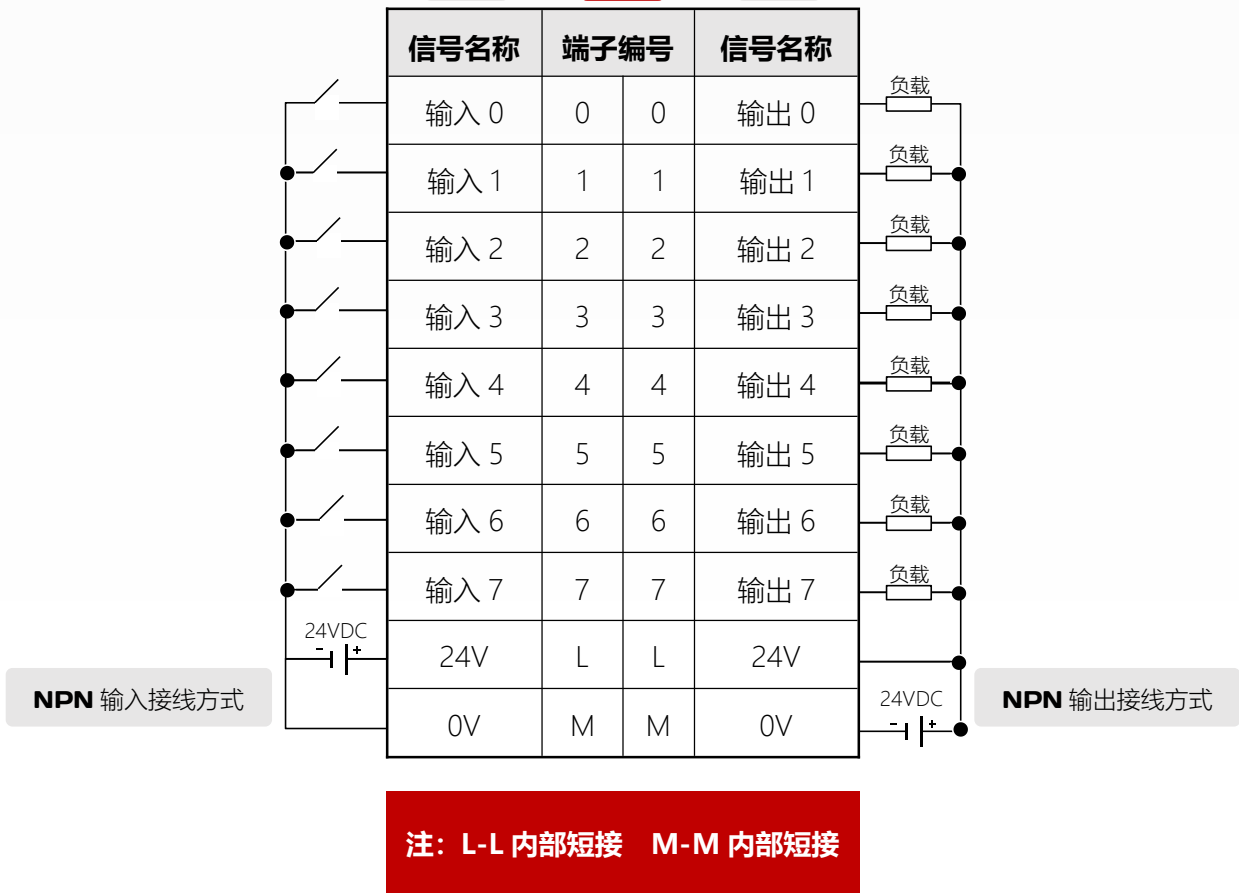 信号名称 端子编号 信号名称
输入 0 0 0 输出 0 负载
输入 1 1 1 输出 1 负载
输入 2 2 2 输出 2 负载
输入 3 3 3 输出 3 负载
输入 4 4 4 输出 4 负载
输入 5 5 5 输出 5 负载
输入 6 6 6 输出 6 负载
输入 7 7 7 输出 7 负载
24VDC
- + 24V L L 24V
NPN 输入接线方式
0V M M 0V
24VDC
- +
NPN 输出接线方式
注：L-L 内部短接 M-M 内部短接